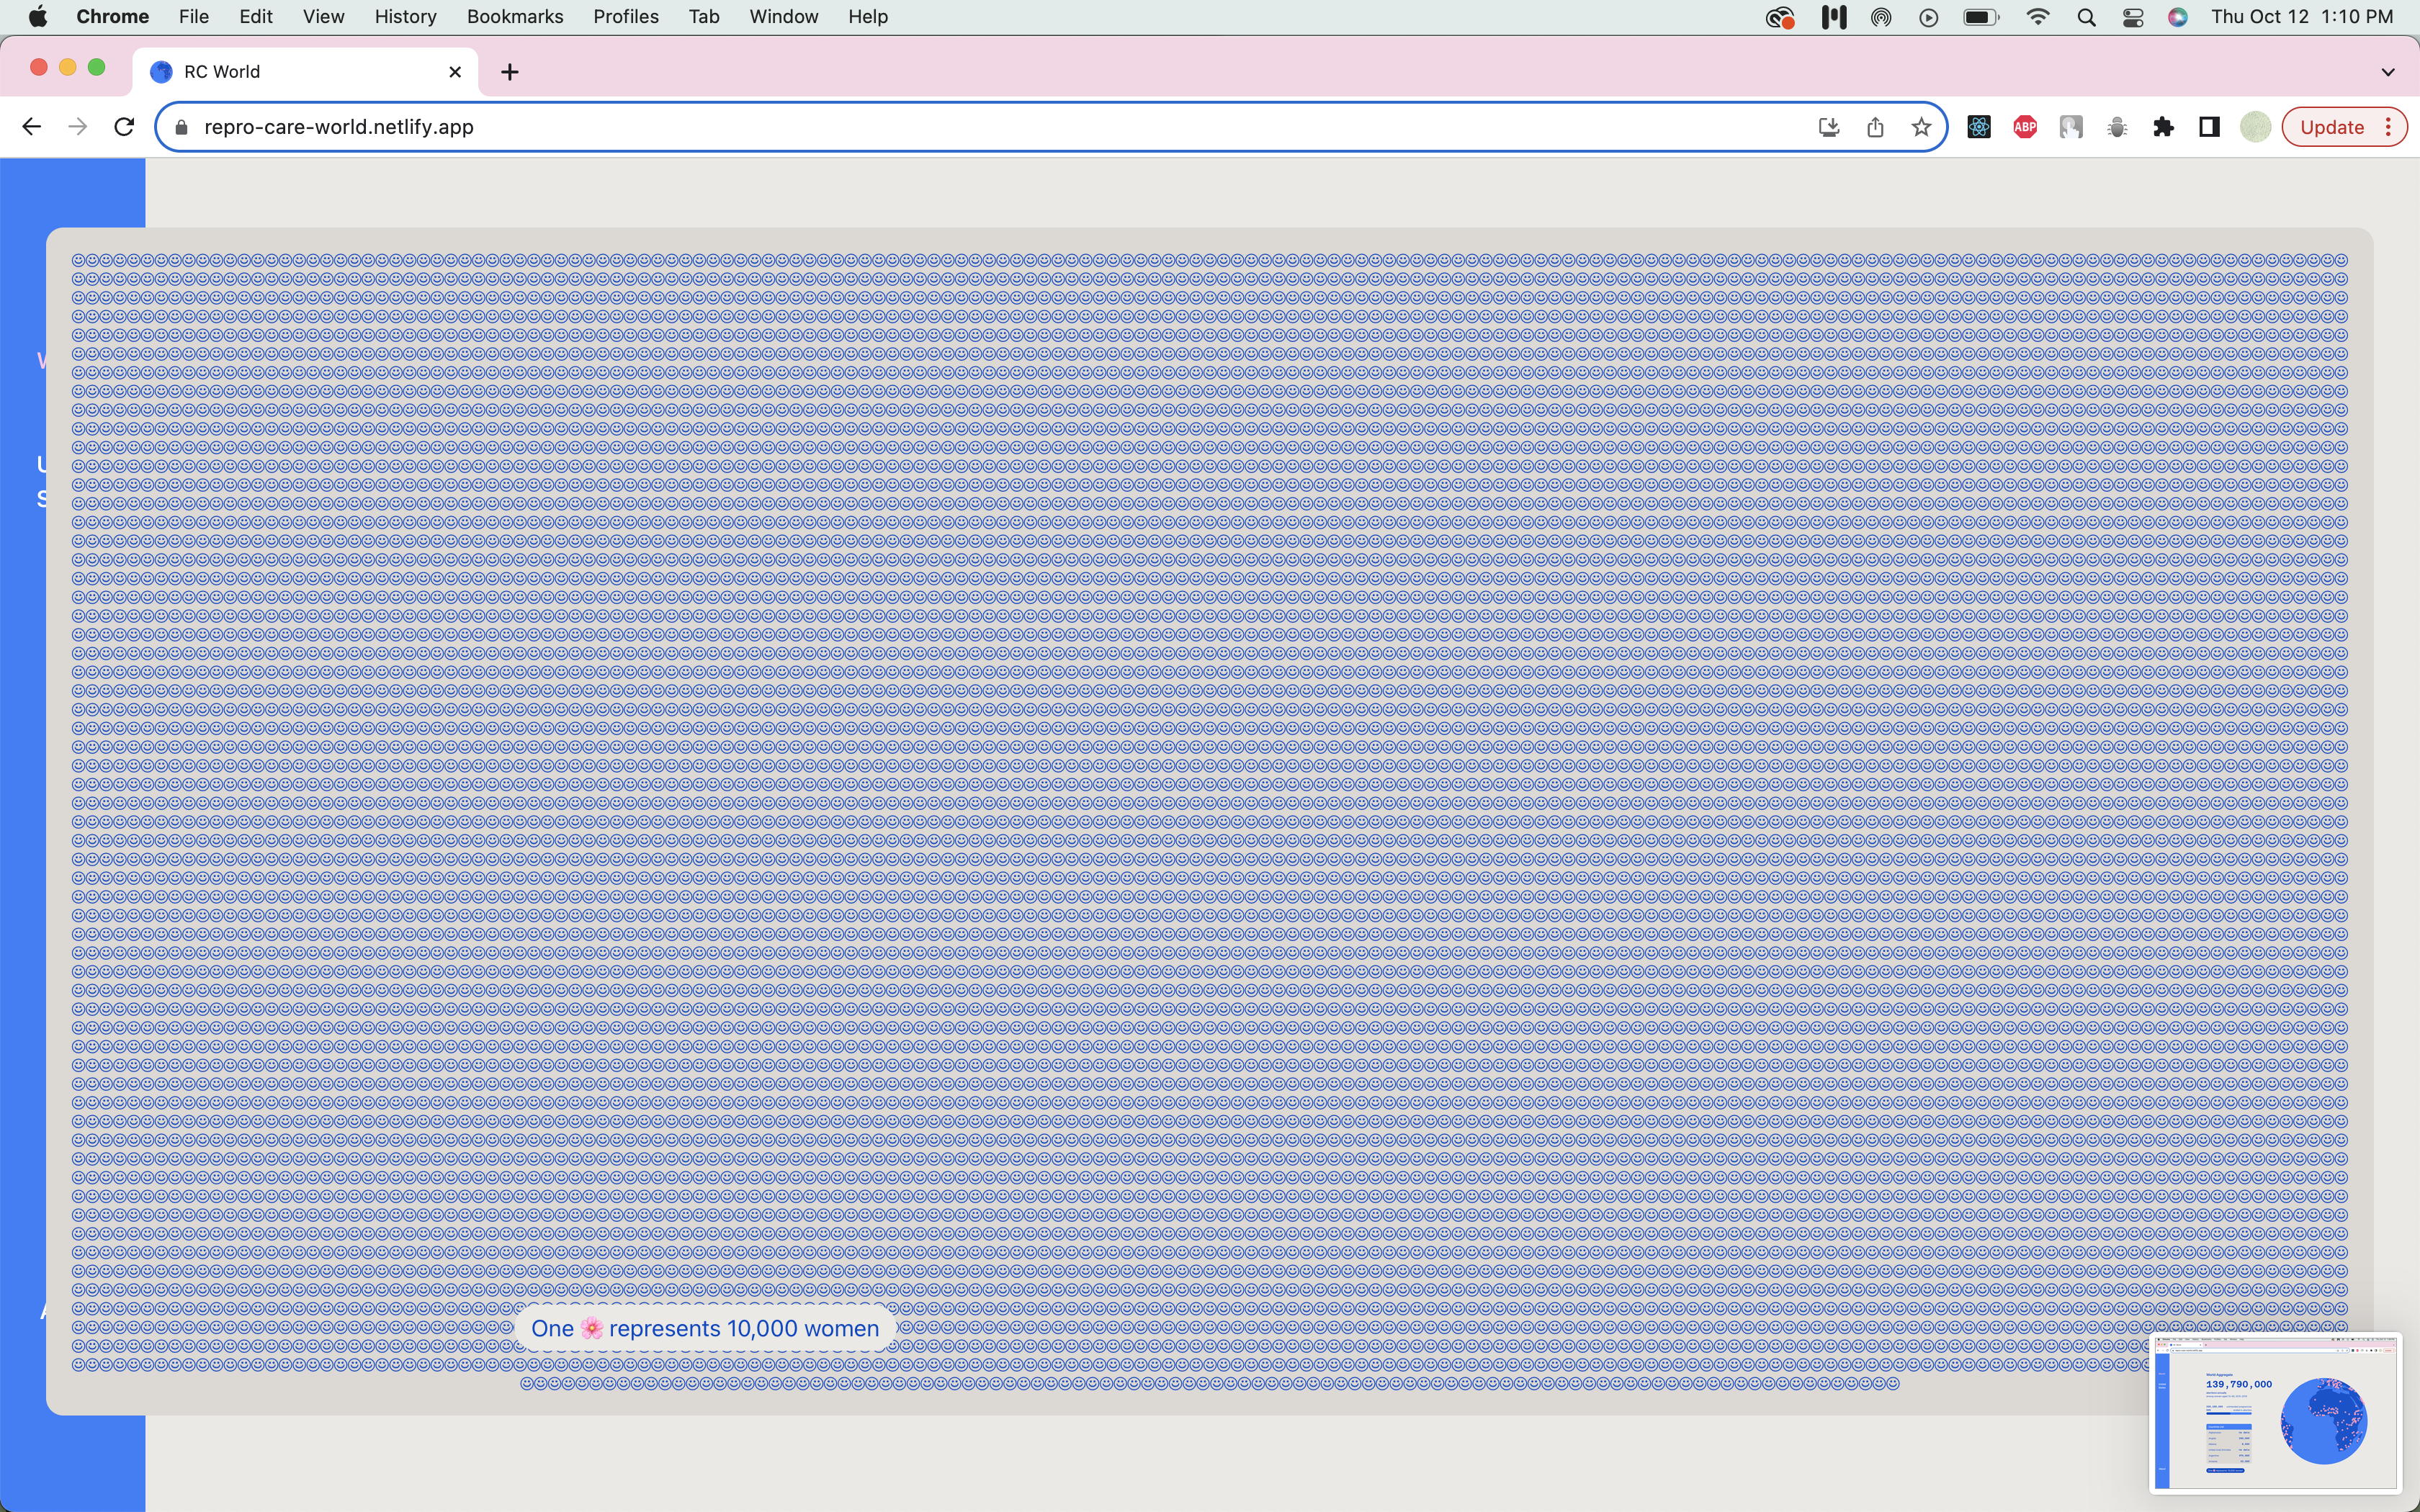 Chrome File Edit View History Bookmarks Profiles Tab Window Help Thu Oct 12 1:10 PM
RC World
repro-care-world.netlify.app
ABP
Update
U
S
One 🌸 represents 10,000 women
139,790,000